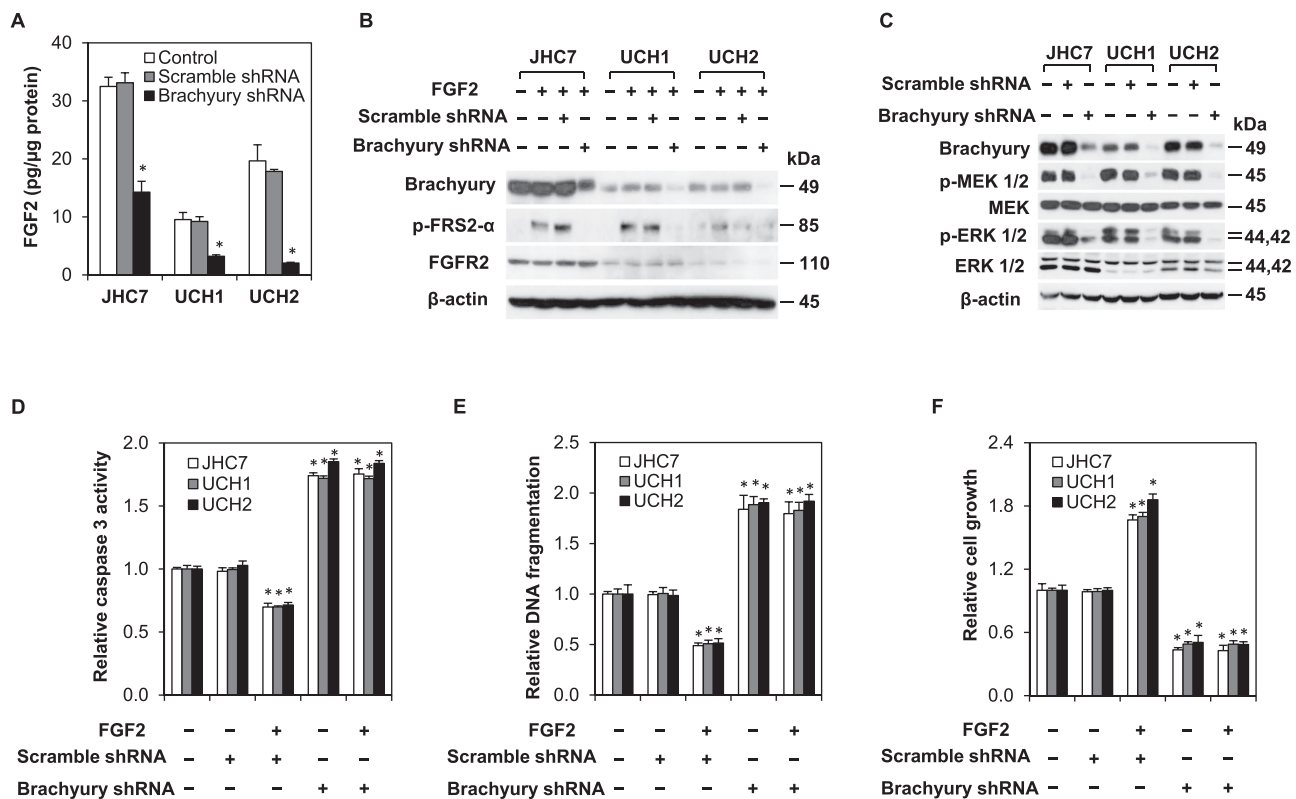 A
FGF2 (pg/µg protein)
40
30
20
10
0
Control
Scramble shRNA
Brachyury shRNA
*
*
*
JHC7 UCH1 UCH2
B
JHC7 UCH1 UCH2
FGF2 – + + + – + + + – + + +
Scramble shRNA – – + – – – + – – – + –
Brachyury shRNA – – – + – – – + – – – +
kDa
Brachyury 49
p-FRS2-α 85
FGFR2 110
β-actin 45
C
JHC7 UCH1 UCH2
Scramble shRNA – + – – + – – + –
Brachyury shRNA – – + – – + – – +
kDa
Brachyury 49
p-MEK 1/2 45
MEK 45
p-ERK 1/2 44,42
ERK 1/2 44,42
β-actin 45
D
Relative caspase 3 activity
2.0
1.5
1.0
0.5
0.0
JHC7
UCH1
UCH2
* * * * * * * * *
FGF2 – – + – +
Scramble shRNA – + + – –
Brachyury shRNA – – – + +
E
Relative DNA fragmentation
2.5
2.0
1.5
1.0
0.5
0.0
JHC7
UCH1
UCH2
* * * * * * * * *
FGF2 – – + – +
Scramble shRNA – + + – –
Brachyury shRNA – – – + +
F
Relative cell growth
2.4
1.8
1.2
0.6
0.0
JHC7
UCH1
UCH2
* * * * * * * * *
FGF2 – – + – +
Scramble shRNA – + + – –
Brachyury shRNA – – – + +